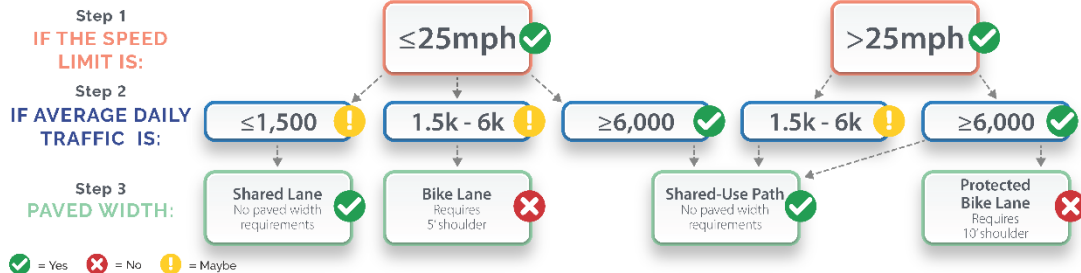 Step 1
IF THE SPEED
LIMIT IS:
≤25mph
>25mph
Step 2
IF AVERAGE DAILY
TRAFFIC IS:
≤1,500
1.5k - 6k
≥6,000
1.5k - 6k
≥6,000
Step 3
PAVED WIDTH:
Shared Lane
No paved width
requirements
Bike Lane
Requires
5' shoulder
Shared-Use Path
No paved width
requirements
Protected
Bike Lane
Requires
10' shoulder
= Yes
= No
= Maybe